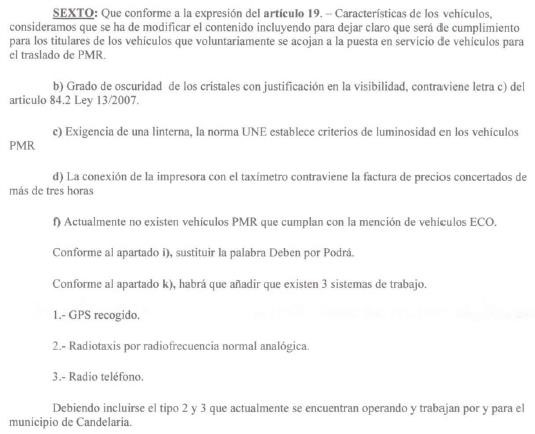 SEXTO: Que conforme a la expresión del artículo 19. – Características de los vehículos,
consideramos que se ha de modificar el contenido incluyendo para dejar claro que será de cumplimiento
para los titulares de los vehículos que voluntariamente se acojan a la puesta en servicio de vehículos para
el traslado de PMR.
b) Grado de oscuridad de los cristales con justificación en la visibilidad, contraviene letra c) del
articulo 84.2 Ley 13/2007.
c) Exigencia de una linterna, la norma UNE establece criterios de luminosidad en los vehículos
PMR
d) La conexión de la impresora con el taxímetro contraviene la factura de precios concertados de
más de tres horas
f) Actualmente no existen vehículos PMR que cumplan con la mención de vehículos ECO.
Conforme al apartado i), sustituir la palabra Deben por Podrá.
Conforme al apartado k), habrá que añadir que existen 3 sistemas de trabajo.
1.- GPS recogido.
2.- Radiotaxis por radiofrecuencia normal analógica.
3.- Radio teléfono.
Debiendo incluirse el tipo 2 y 3 que actualmente se encuentran operando y trabajan por y para el
municipio de Candelaria.